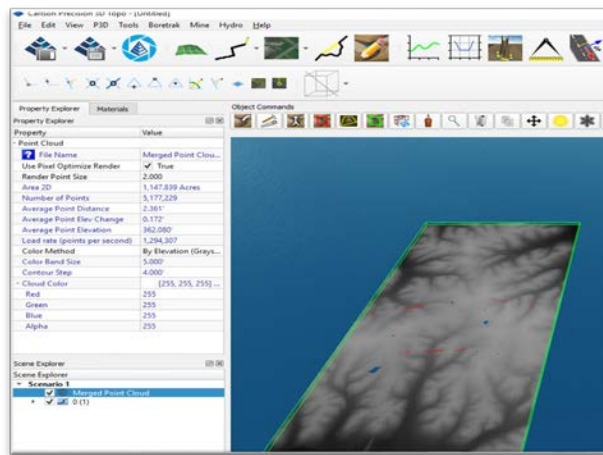 Carlson Precision 3D Topo - [Untitled]
File Edit View P3D Tools Boretrak Mine Hydro Help
Property Explorer Materials
Property Explorer
Property Value
Point Cloud
? File Name Merged Point Clou...
Use Pixel Optimize Render True
Render Point Size 2.000
Area 2D 1,147.839 Acres
Number of Points 5,177,229
Average Point Distance 2.361'
Average Point Elev Change 0.172'
Average Point Elevation 362.080'
Load rate (points per second) 1,294,307
Color Method By Elevation (Grays...
Color Band Size 5.000'
Contour Step 4.000'
Cloud Color [255, 255, 255] ...
Red 255
Green 255
Blue 255
Alpha 255
Scene Explorer
Scene Explorer
Scenario 1
Merged Point Cloud
0 (1)
Object Commands